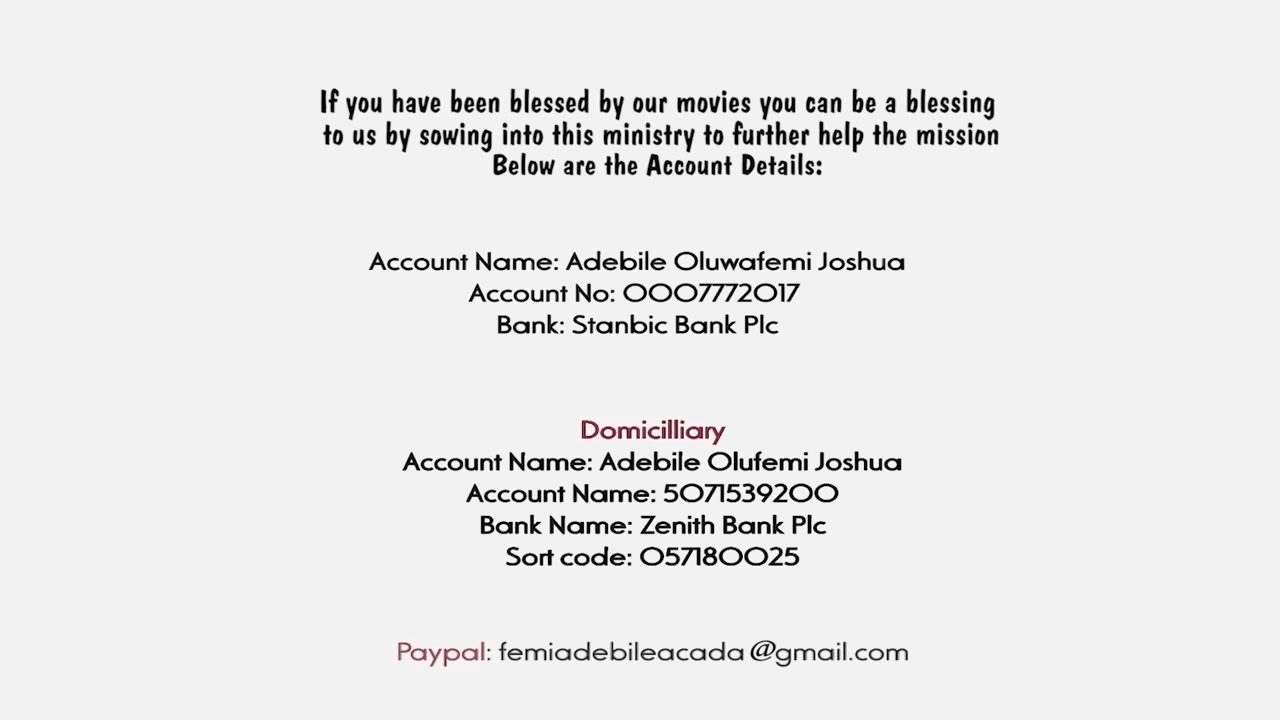 If you have been blessed by our movies you can be a blessing
to us by sowing into this ministry to further help the mission
Below are the Account Details:
Account Name: Adebile Oluwafemi Joshua
Account No: 0007772017
Bank: Stanbic Bank Plc
Domicilliary
Account Name: Adebile Olufemi Joshua
Account Name: 5071539200
Bank Name: Zenith Bank Plc
Sort code: 057180025
Paypal: femiadebileacada@gmail.com